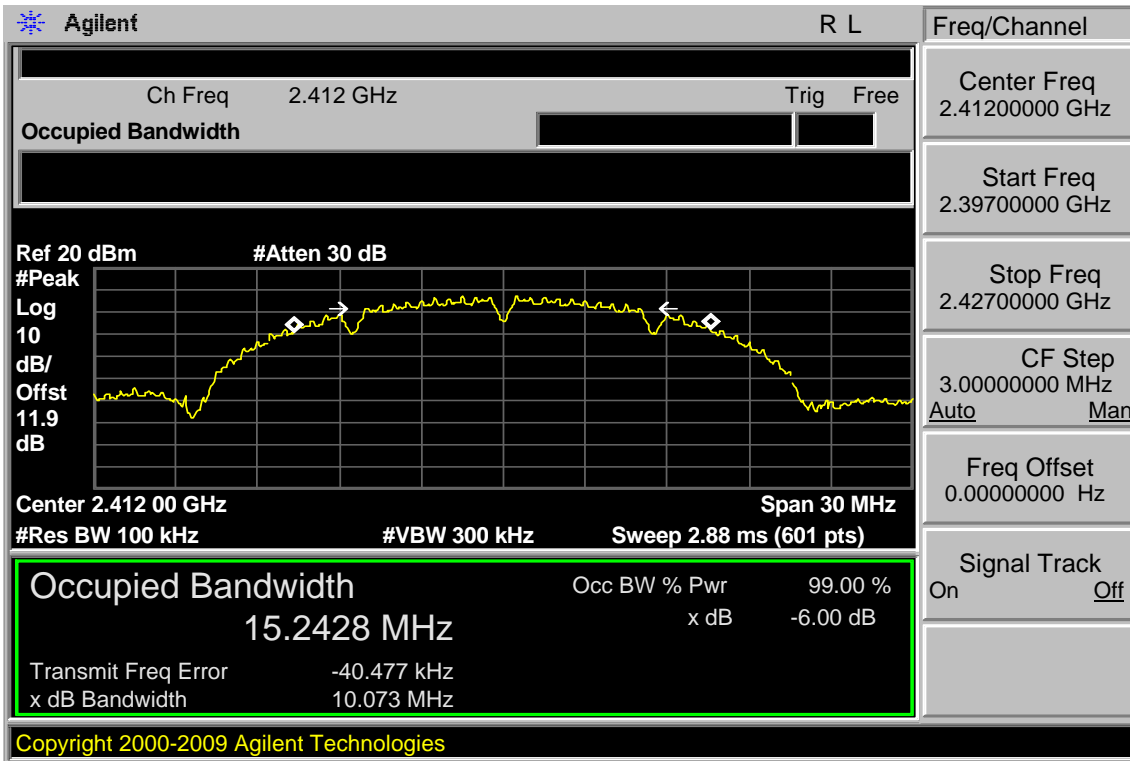 Agilent R L
Ch Freq 2.412 GHz Trig Free
Occupied Bandwidth
Ref 20 dBm #Atten 30 dB
#Peak
Log
10
dB/
Offst
11.9
dB
Center 2.412 00 GHz Span 30 MHz
#Res BW 100 kHz #VBW 300 kHz Sweep 2.88 ms (601 pts)
Occupied Bandwidth Occ BW % Pwr 99.00 %
15.2428 MHz x dB -6.00 dB
Transmit Freq Error -40.477 kHz
x dB Bandwidth 10.073 MHz
Copyright 2000-2009 Agilent Technologies
Freq/Channel
Center Freq
2.41200000 GHz
Start Freq
2.39700000 GHz
Stop Freq
2.42700000 GHz
CF Step
3.00000000 MHz
Auto Man
Freq Offset
0.00000000 Hz
Signal Track
On Off